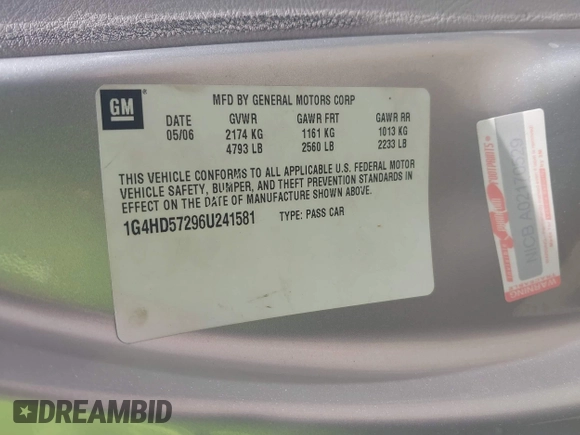 GM
MFD BY GENERAL MOTORS CORP
DATE GVWR GAWR FRT GAWR RR
05/06 2174 KG 1161 KG 1013 KG
4793 LB 2560 LB 2233 LB
THIS VEHICLE CONFORMS TO ALL APPLICABLE U.S. FEDERAL MOTOR
VEHICLE SAFETY, BUMPER, AND THEFT PREVENTION STANDARDS IN
EFFECT ON THE DATE OF MANUFACTURE SHOWN ABOVE.
1G4HD57296U241581 TYPE: PASS CAR
WARNING
DREAMBID